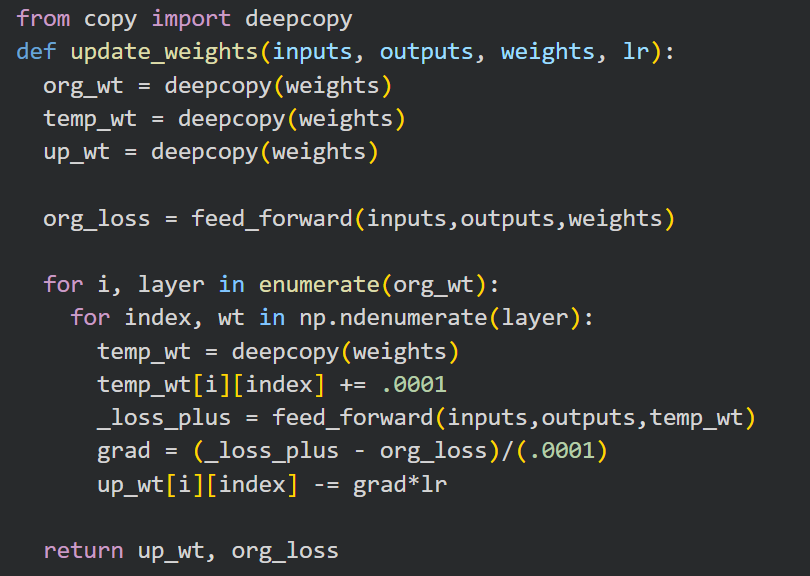 from copy import deepcopy
def update_weights(inputs, outputs, weights, lr):
  org_wt = deepcopy(weights)
  temp_wt = deepcopy(weights)
  up_wt = deepcopy(weights)

  org_loss = feed_forward(inputs,outputs,weights)

  for i, layer in enumerate(org_wt):
    for index, wt in np.ndenumerate(layer):
      temp_wt = deepcopy(weights)
      temp_wt[i][index] += .0001
      _loss_plus = feed_forward(inputs,outputs,temp_wt)
      grad = (_loss_plus - org_loss)/(.0001)
      up_wt[i][index] -= grad*lr

  return up_wt, org_loss